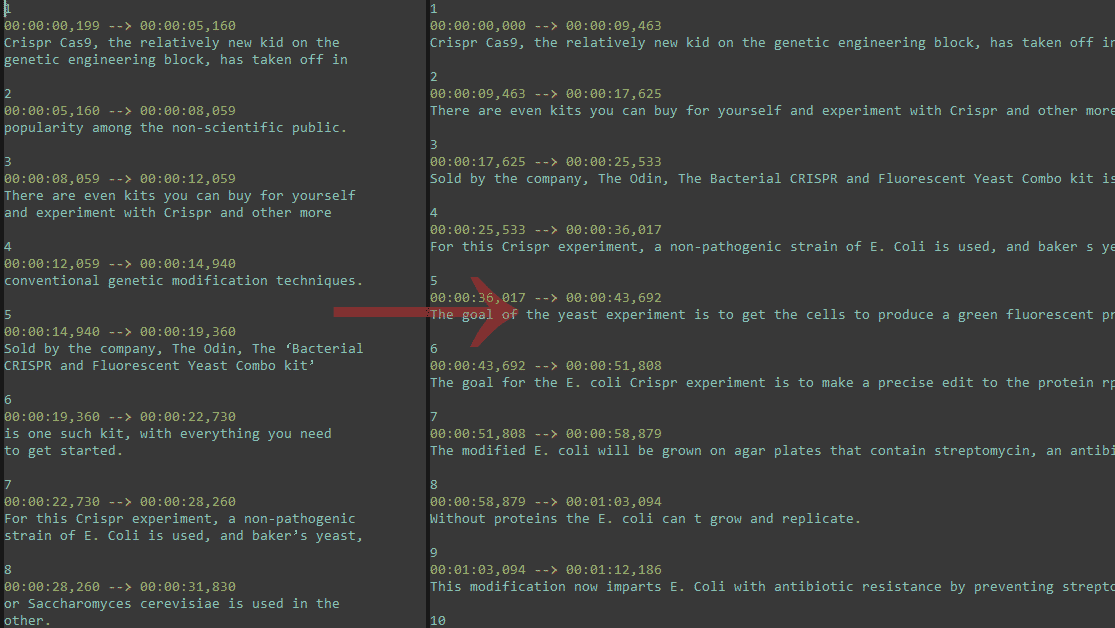 1
00:00:00,199 --> 00:00:05,160
Crispr Cas9, the relatively new kid on the
genetic engineering block, has taken off in
2
00:00:05,160 --> 00:00:08,059
popularity among the non-scientific public.
3
00:00:08,059 --> 00:00:12,059
There are even kits you can buy for yourself
and experiment with Crispr and other more
4
00:00:12,059 --> 00:00:14,940
conventional genetic modification techniques.
5
00:00:14,940 --> 00:00:19,360
Sold by the company, The Odin, The ‘Bacterial
CRISPR and Fluorescent Yeast Combo kit’
6
00:00:19,360 --> 00:00:22,730
is one such kit, with everything you need
to get started.
7
00:00:22,730 --> 00:00:28,260
For this Crispr experiment, a non-pathogenic
strain of E. Coli is used, and baker’s yeast,
8
00:00:28,260 --> 00:00:31,830
or Saccharomyces cerevisiae is used in the
other.
1
00:00:00,000 --> 00:00:09,463
Crispr Cas9, the relatively new kid on the genetic engineering block, has taken off in
2
00:00:09,463 --> 00:00:17,625
There are even kits you can buy for yourself and experiment with Crispr and other more
3
00:00:17,625 --> 00:00:25,533
Sold by the company, The Odin, The Bacterial CRISPR and Fluorescent Yeast Combo kit is
4
00:00:25,533 --> 00:00:36,017
For this Crispr experiment, a non-pathogenic strain of E. Coli is used, and baker s ye
5
00:00:36,017 --> 00:00:43,692
The goal of the yeast experiment is to get the cells to produce a green fluorescent pr
6
00:00:43,692 --> 00:00:51,808
The goal for the E. coli Crispr experiment is to make a precise edit to the protein rp
7
00:00:51,808 --> 00:00:58,879
The modified E. coli will be grown on agar plates that contain streptomycin, an antibi
8
00:00:58,879 --> 00:01:03,094
Without proteins the E. coli can t grow and replicate.
9
00:01:03,094 --> 00:01:12,186
This modification now imparts E. Coli with antibiotic resistance by preventing strepto
10